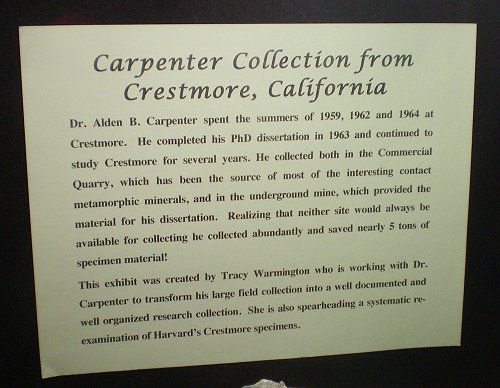 Carpenter Collection from
Crestmore, California
Dr. Alden B. Carpenter spent the summers of 1959, 1962 and 1964 at
Crestmore. He completed his PhD dissertation in 1963 and continued to
study Crestmore for several years. He collected both in the Commercial
Quarry, which has been the source of most of the interesting contact
metamorphic minerals, and in the underground mine, which provided the
material for his dissertation. Realizing that neither site would always be
available for collecting he collected abundantly and saved nearly 5 tons of
specimen material!
This exhibit was created by Tracy Warmington who is working with Dr.
Carpenter to transform his large field collection into a well documented and
well organized research collection. She is also spearheading a systematic re-
examination of Harvard's Crestmore specimens.